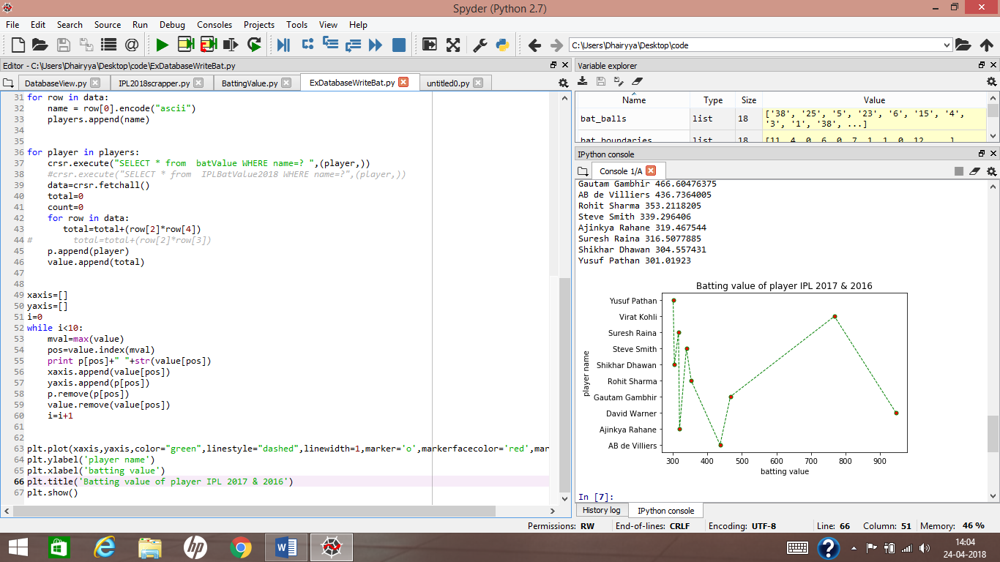 Spyder (Python 2.7)
File Edit Search Source Run Debug Consoles Projects Tools View Help
C:\Users\Dhairyya\Desktop\code
Editor - C:\Users\Dhairyya\Desktop\code\ExDatabaseWriteBat.py
DatabaseView.py IPL2018scrapper.py BattingValue.py ExDatabaseWriteBat.py untitled0.py
31 for row in data:
32     name = row[0].encode("ascii")
33     players.append(name)
34
35
36 for player in players:
37     crsr.execute("SELECT * from  batValue WHERE name=? ",(player,))
38     #crsr.execute("SELECT * from  IPLBatValue2018 WHERE name=?",(player,))
39     data=crsr.fetchall()
40     total=0
41     count=0
42     for row in data:
43        total=total+(row[2]*row[4])
44 #        total=total+(row[2]*row[3])
45     p.append(player)
46     value.append(total)
47
48
49 xaxis=[]
50 yaxis=[]
51 i=0
52 while i<10:
53     mval=max(value)
54     pos=value.index(mval)
55     print p[pos]+" "+str(value[pos])
56     xaxis.append(value[pos])
57     yaxis.append(p[pos])
58     p.remove(p[pos])
59     value.remove(value[pos])
60     i=i+1
61
62
63 plt.plot(xaxis,yaxis,color="green",linestyle="dashed",linewidth=1,marker='o',markerfacecolor='red',mar
64 plt.ylabel('player name')
65 plt.xlabel('batting value')
66 plt.title('Batting value of player IPL 2017 & 2016')
67 plt.show()
Variable explorer
Name Type Size Value
bat_balls list 18 ['38', '25', '5', '23', '6', '15', '4',
'3', '1', '38', ...]
bat_boundaries list 18 [11, 4, 0, 6, 0, 7, 1, 1, 0, 12, ...]
IPython console
Console 1/A
Gautam Gambhir 466.60476375
AB de Villiers 436.7364005
Rohit Sharma 353.2118205
Steve Smith 339.296406
Ajinkya Rahane 319.467544
Suresh Raina 316.5077885
Shikhar Dhawan 304.557431
Yusuf Pathan 301.01923
Batting value of player IPL 2017 & 2016
player name
Yusuf Pathan
Virat Kohli
Suresh Raina
Steve Smith
Shikhar Dhawan
Rohit Sharma
Gautam Gambhir
David Warner
Ajinkya Rahane
AB de Villiers
300 400 500 600 700 800 900
batting value
In [7]:
History log IPython console
Permissions: RW End-of-lines: CRLF Encoding: UTF-8 Line: 66 Column: 51 Memory: 46 %
14:04
24-04-2018